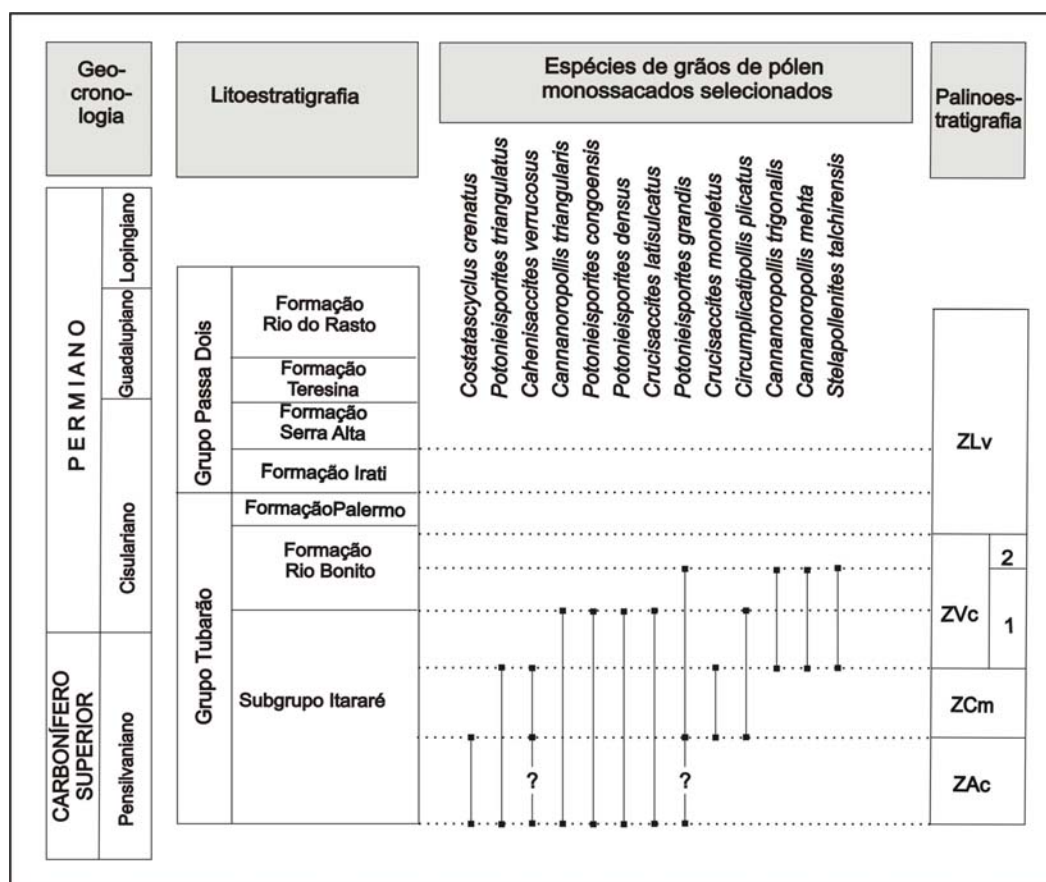 Geo-
crono-
logia
Litoestratigrafia
Espécies de grãos de pólen
monossacados selecionados
Palinoes-
tratigrafia
Costatascyclus crenatus
Potonieisporites triangulatus
Cahenisaccites verrucosus
Cannanoropollis triangularis
Potonieisporites congoensis
Potonieisporites densus
Crucisaccites latisulcatus
Potonieisporites grandis
Crucisaccites monoletus
Circumplicatipollis plicatus
Cannanoropollis trigonalis
Cannanoropollis mehta
Stelapollenites talchirensis
PERMIANO
Lopingiano
Guadalupiano
Cisulariano
CARBONÍFERO
SUPERIOR
Pensilvaniano
Grupo Passa Dois
Formação
Rio do Rasto
Formação
Teresina
Formação
Serra Alta
Formação Irati
Grupo Tubarão
FormaçãoPalermo
Formação
Rio Bonito
Subgrupo Itararé
?
?
ZLv
ZVc
2
1
ZCm
ZAc